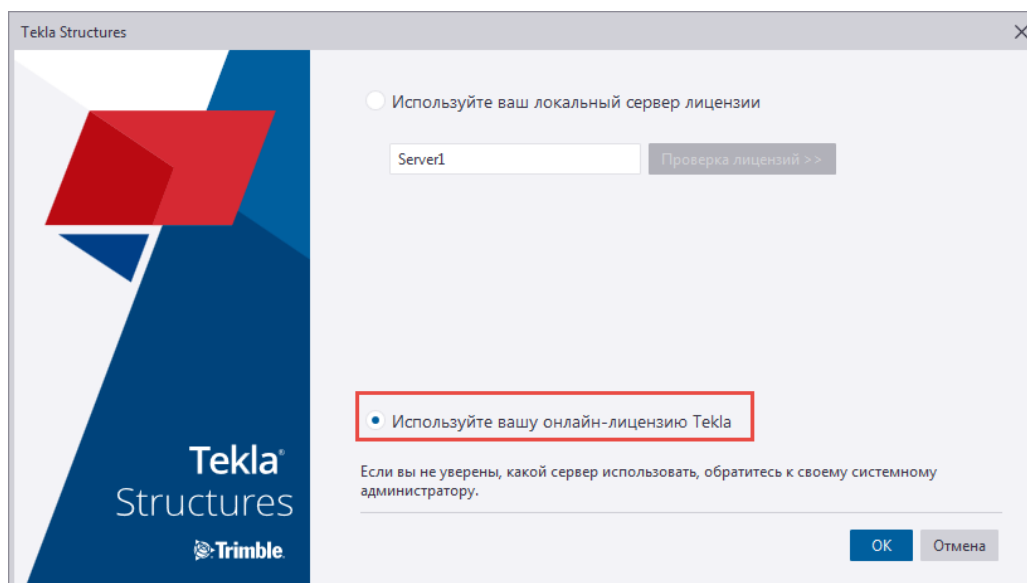 Tekla Structures
Используйте ваш локальный сервер лицензии
Server1
Проверка лицензий >>
Используйте вашу онлайн-лицензию Tekla
Если вы не уверены, какой сервер использовать, обратитесь к своему системному
администратору.
Tekla®
Structures
Trimble.
OK
Отмена